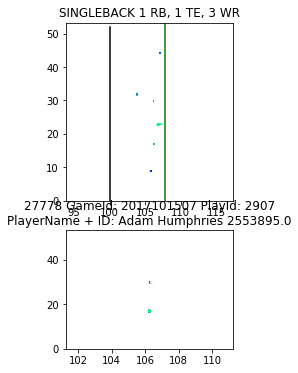 SINGLEBACK 1 RB, 1 TE, 3 WR
50
40
30
20
10
0
95 100 105 110 115
27778 GameId: 2017101507 PlayId: 2907
PlayerName + ID: Adam Humphries 2553895.0
40
20
0
102 104 106 108 110